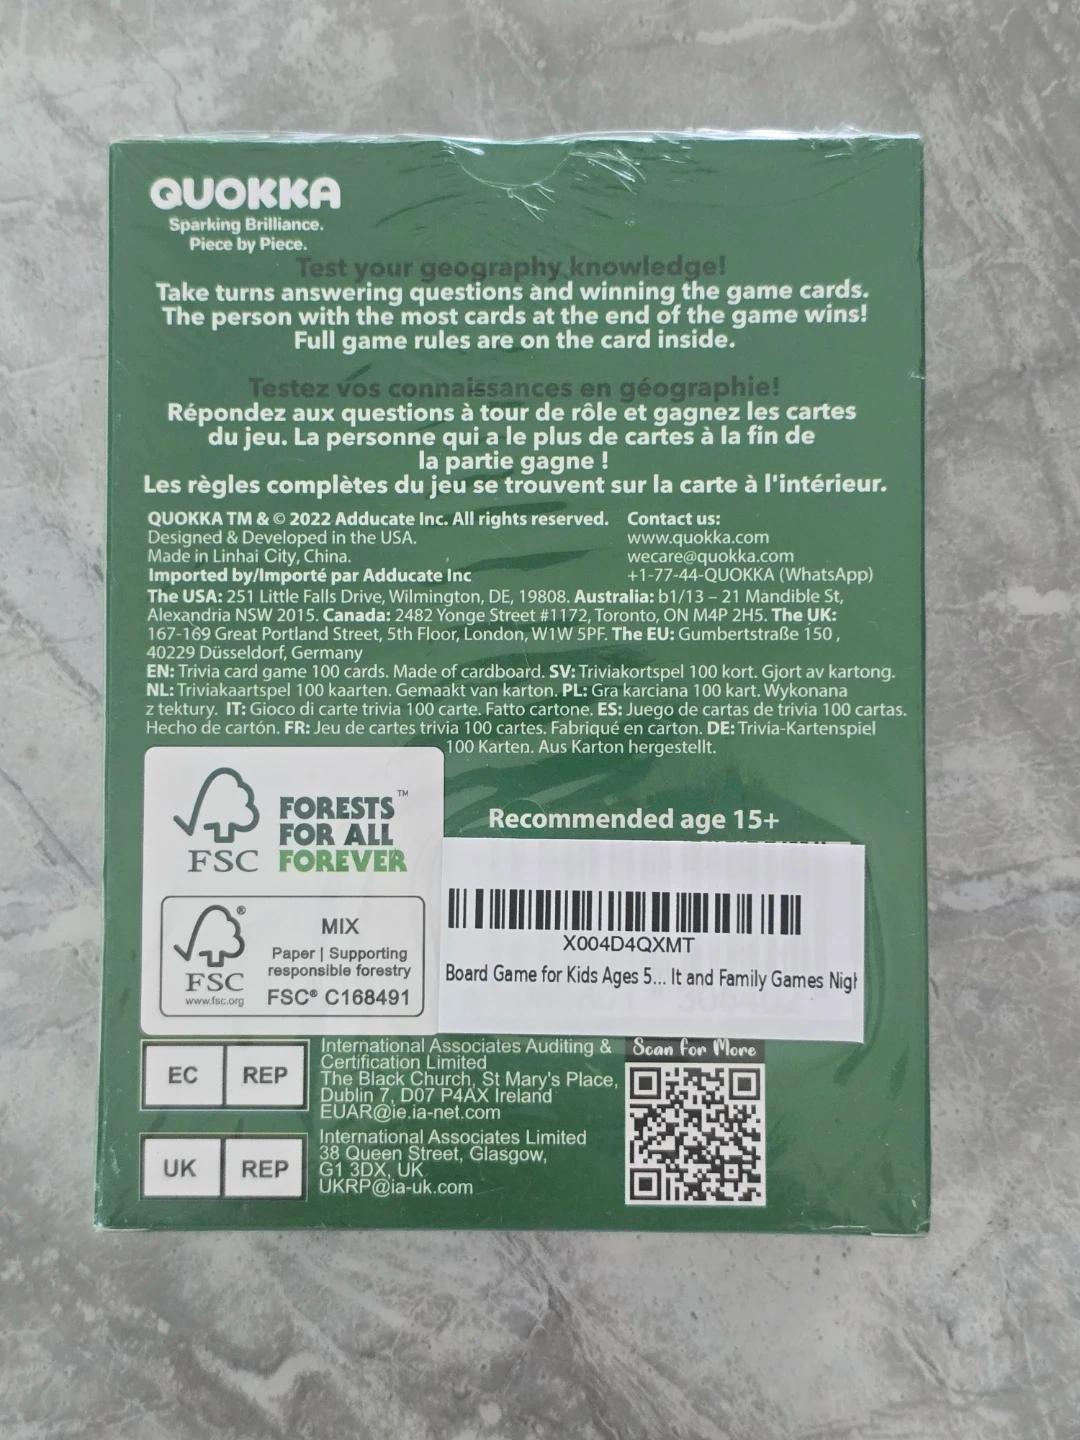 QUOKKA
Sparking Brilliance.
Piece by Piece.
Test your geography knowledge!
Take turns answering questions and winning the game cards.
The person with the most cards at the end of the game wins!
Full game rules are on the card inside.
Testez vos connaissances en géographie!
Répondez aux questions à tour de rôle et gagnez les cartes
du jeu. La personne qui a le plus de cartes à la fin de
la partie gagne !
Les règles complètes du jeu se trouvent sur la carte à l'intérieur.
QUOKKA TM & © 2022 Adducate Inc. All rights reserved.
Designed & Developed in the USA.
Made in Linhai City, China.
Imported by/Importé par Adducate Inc
Contact us:
www.quokka.com
wecare@quokka.com
+1-77-44-QUOKKA (WhatsApp)
The USA: 251 Little Falls Drive, Wilmington, DE, 19808. Australia: b1/13 – 21 Mandible St,
Alexandria NSW 2015. Canada: 2482 Yonge Street #1172, Toronto, ON M4P 2H5. The UK:
167-169 Great Portland Street, 5th Floor, London, W1W 5PF. The EU: Gumbertstraße 150 ,
40229 Düsseldorf, Germany
EN: Trivia card game 100 cards. Made of cardboard. SV: Triviakortspel 100 kort. Gjort av kartong.
NL: Triviakaartspel 100 kaarten. Gemaakt van karton. PL: Gra karciana 100 kart. Wykonana
z tektury. IT: Gioco di carte trivia 100 carte. Fatto cartone. ES: Juego de cartas de trivia 100 cartas.
Hecho de cartón. FR: Jeu de cartes trivia 100 cartes. Fabriqué en carton. DE: Trivia-Kartenspiel
100 Karten. Aus Karton hergestellt.
FSC
FORESTS™
FOR ALL
FOREVER
Recommended age 15+
FSC®
www.fsc.org
MIX
Paper | Supporting
responsible forestry
FSC® C168491
X004D4QXMT
Board Game for Kids Ages 5... It and Family Games Nigh
EC REP
International Associates Auditing &
Certification Limited
The Black Church, St Mary's Place,
Dublin 7, D07 P4AX Ireland
EUAR@ie.ia-net.com
UK REP
International Associates Limited
38 Queen Street, Glasgow,
G1 3DX, UK
UKRP@ia-uk.com
Scan for More